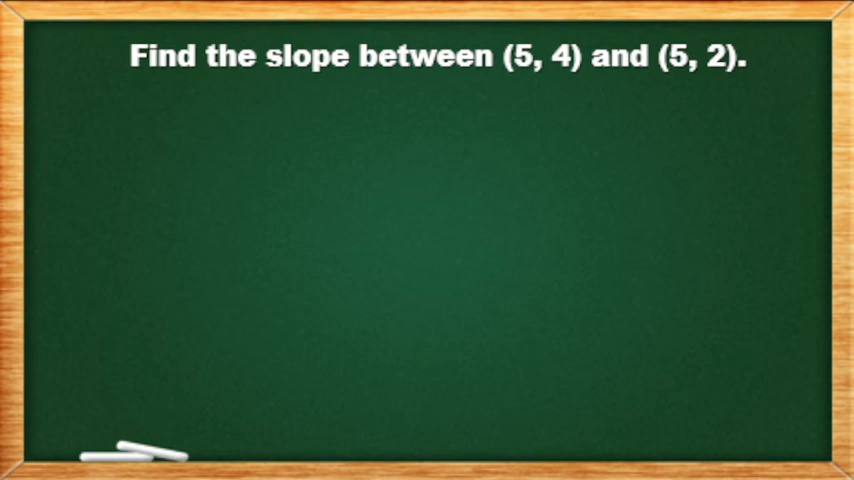 Find the slope between (5, 4) and (5, 2).